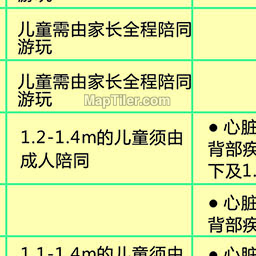 儿童需由家长全程陪同
游玩
儿童需由家长全程陪同
游玩
MapTiler.com
1.2-1.4m的儿童须由
成人陪同
● 心脏
背部疾
下及1.
● 心脏
背部疾
1.1-1.4m的儿童须由
● 心脏